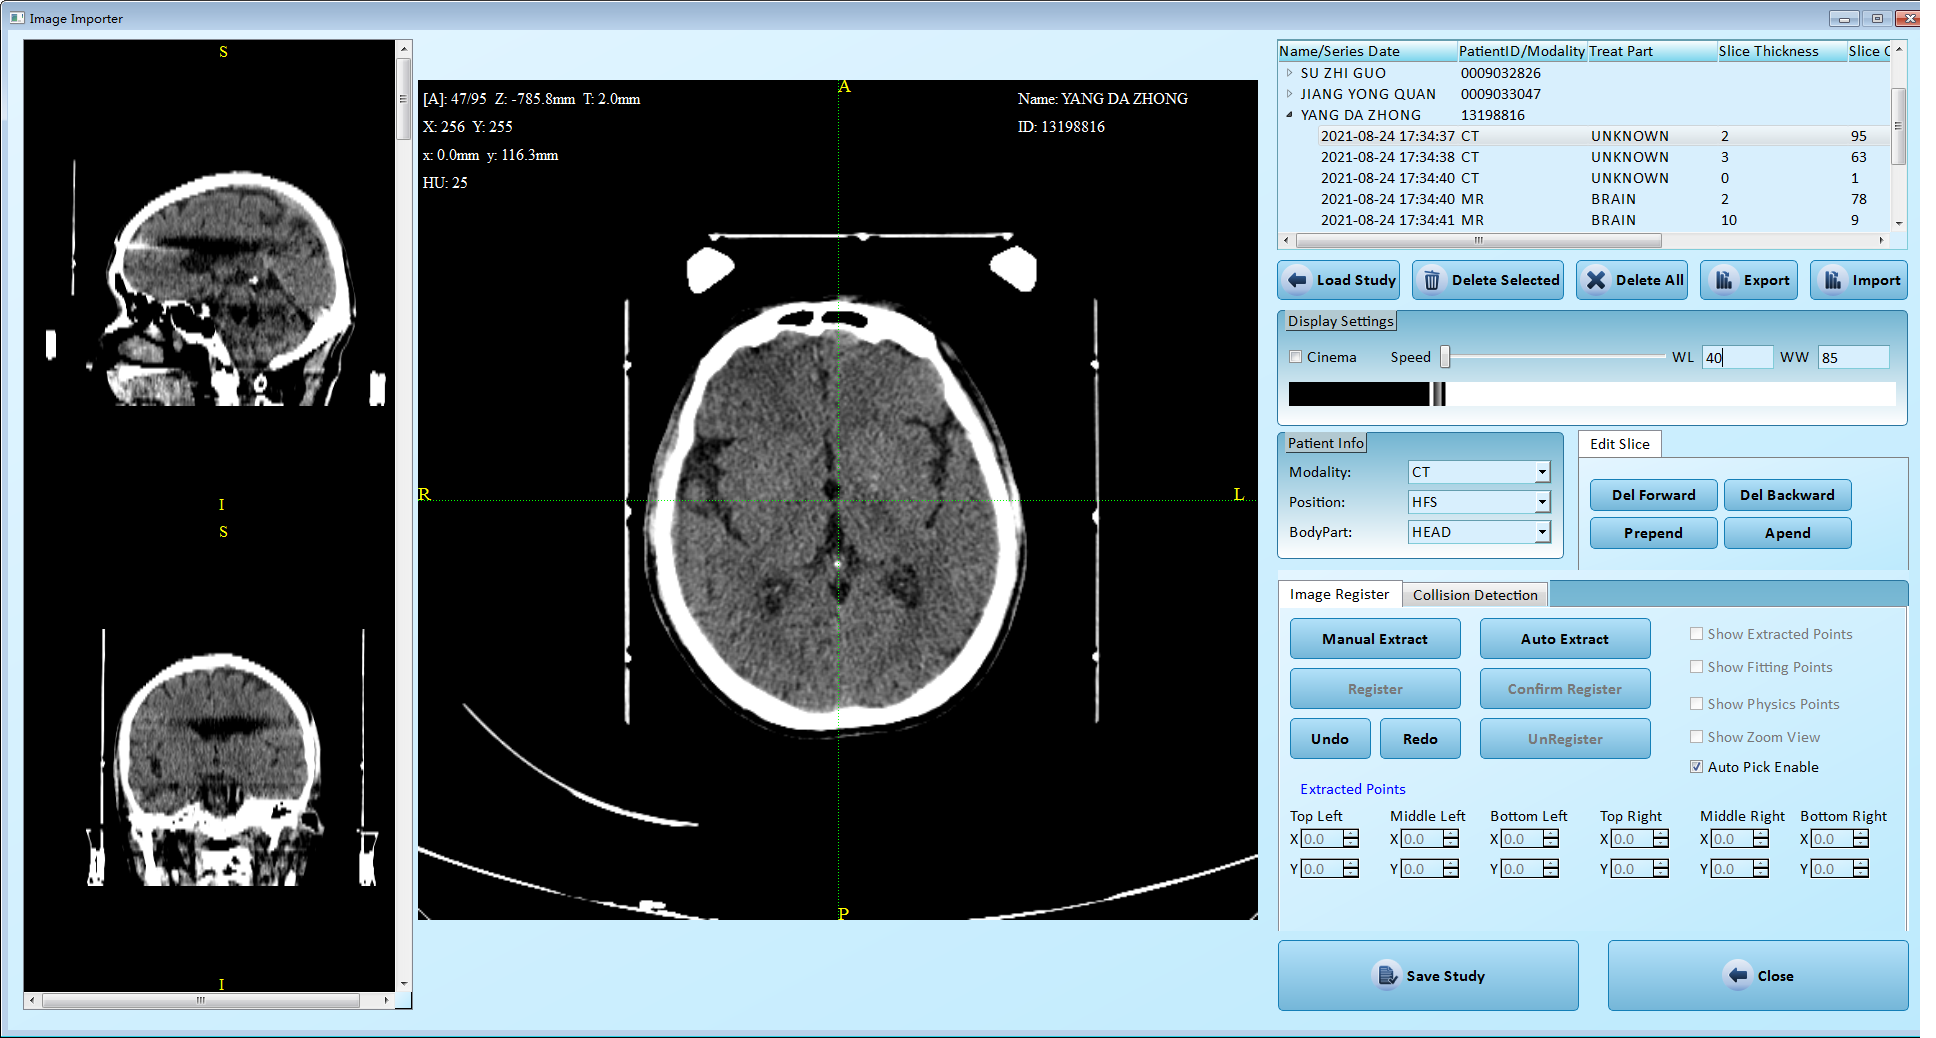 Image Importer
S
I
S
I
A
[A]: 47/95 Z: -785.8mm T: 2.0mm
X: 256 Y: 255
x: 0.0mm y: 116.3mm
HU: 25
Name: YANG DA ZHONG
ID: 13198816
R
L
P
Name/Series Date PatientID/Modality Treat Part Slice Thickness Slice C
SU ZHI GUO 0009032826
JIANG YONG QUAN 0009033047
YANG DA ZHONG 13198816
2021-08-24 17:34:37 CT UNKNOWN 2 95
2021-08-24 17:34:38 CT UNKNOWN 3 63
2021-08-24 17:34:40 CT UNKNOWN 0 1
2021-08-24 17:34:40 MR BRAIN 2 78
2021-08-24 17:34:41 MR BRAIN 10 9
Load Study Delete Selected Delete All Export Import
Display Settings
Cinema Speed WL 40 WW 85
Patient Info
Modality: CT
Position: HFS
BodyPart: HEAD
Edit Slice
Del Forward Del Backward
Prepend Apend
Image Register Collision Detection
Manual Extract Auto Extract
Register Confirm Register
Undo Redo UnRegister
Show Extracted Points
Show Fitting Points
Show Physics Points
Show Zoom View
Auto Pick Enable
Extracted Points
Top Left Middle Left Bottom Left Top Right Middle Right Bottom Right
X 0.0 X 0.0 X 0.0 X 0.0 X 0.0 X 0.0
Y 0.0 Y 0.0 Y 0.0 Y 0.0 Y 0.0 Y 0.0
Save Study Close